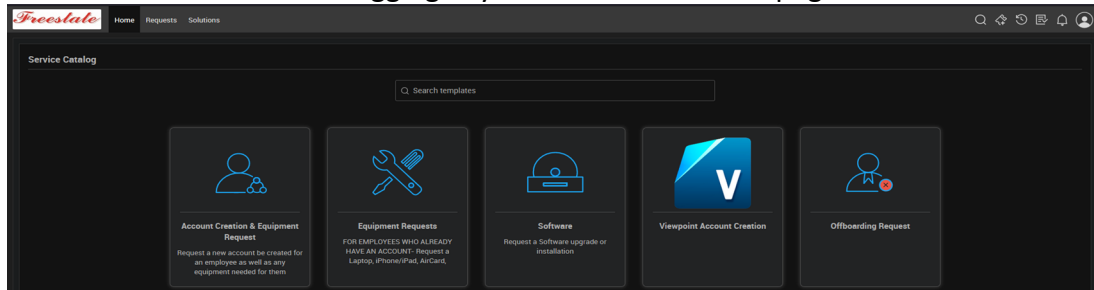 Freestate
Home Requests Solutions
Service Catalog
Search templates
V
Account Creation & Equipment
Request
Request a new account be created for
an employee as well as any
equipment needed for them
Equipment Requests
FOR EMPLOYEES WHO ALREADY
HAVE AN ACCOUNT- Request a
Laptop, iPhone/iPad, AirCard,
Software
Request a Software upgrade or
installation
Viewpoint Account Creation
Offboarding Request